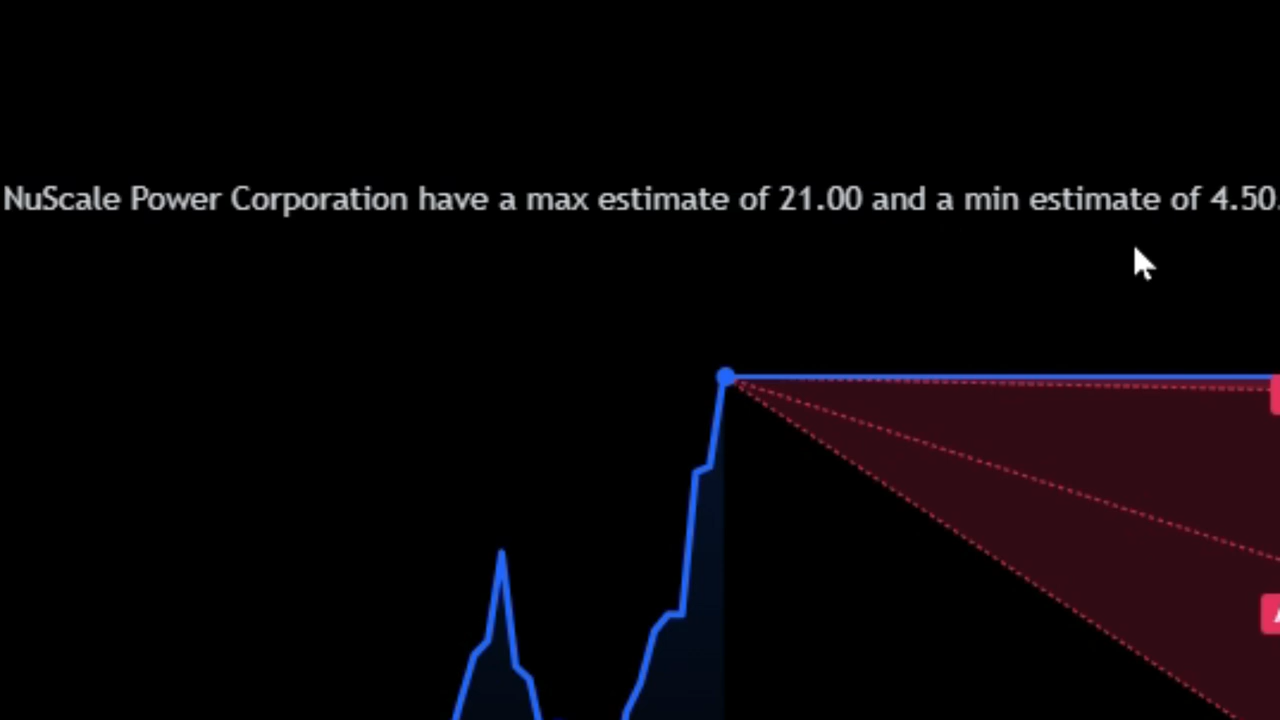 NuScale Power Corporation have a max estimate of 21.00 and a min estimate of 4.50.